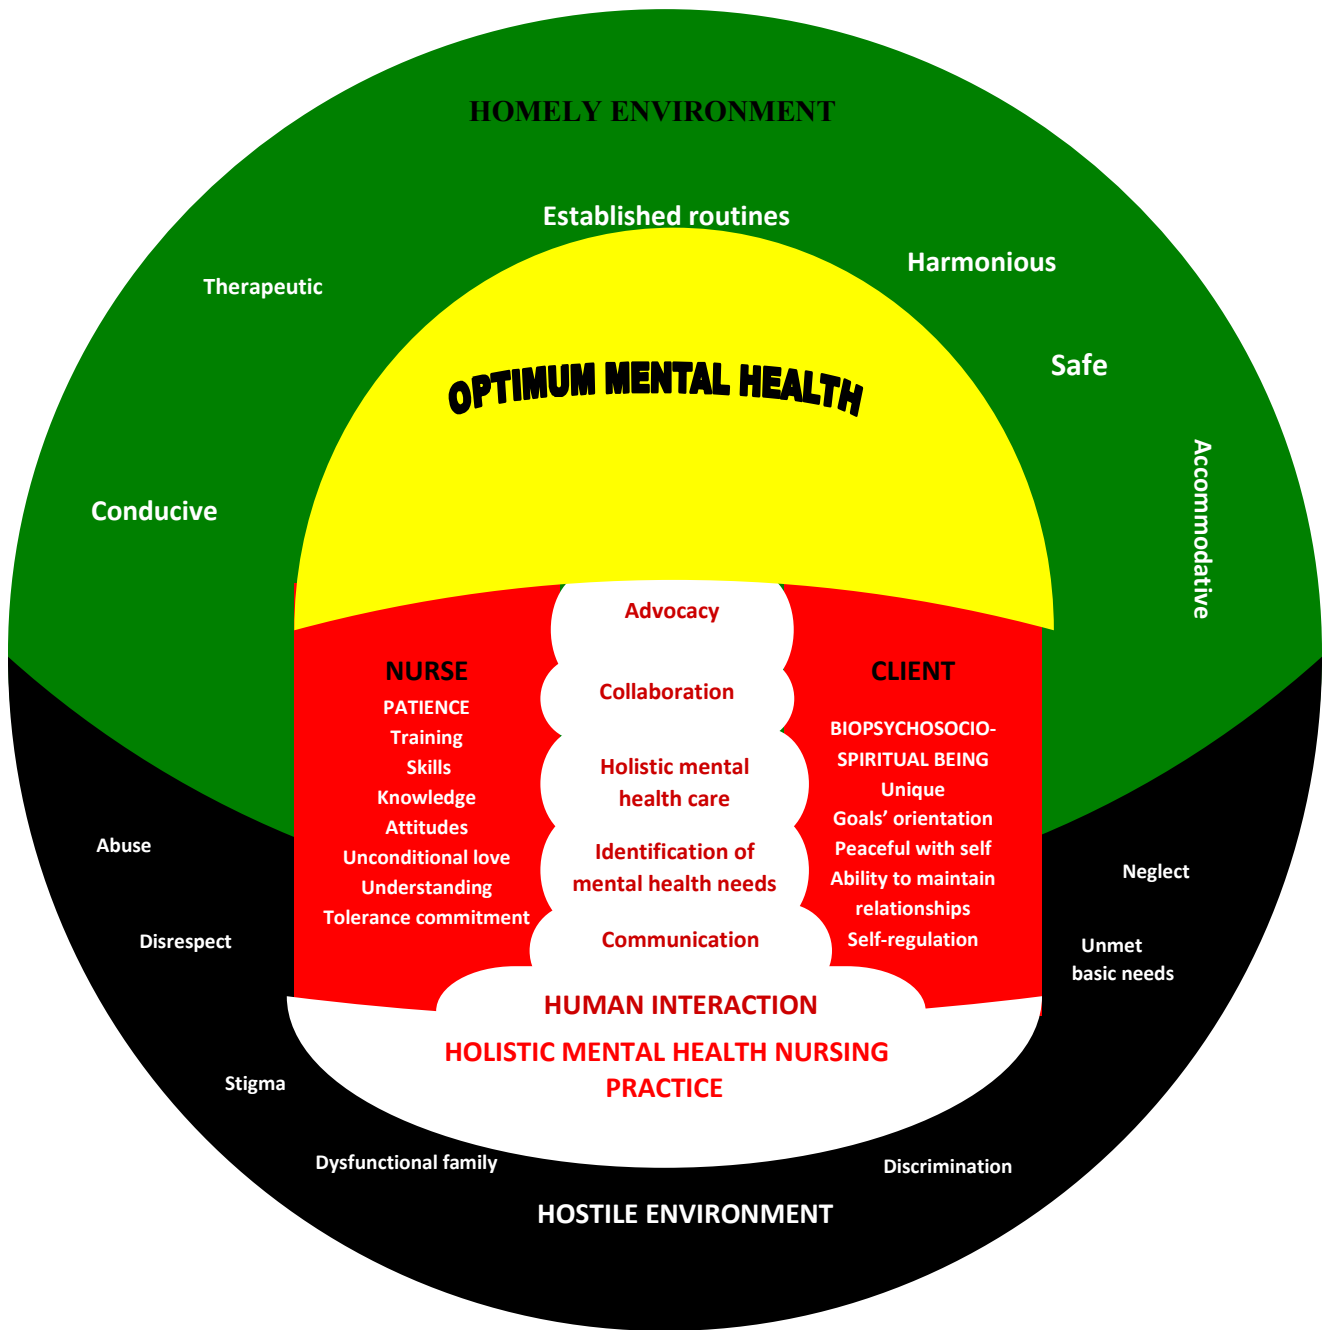 HOMELY ENVIRONMENT
Established routines
Harmonious
Therapeutic
Safe
OPTIMUM MENTAL HEALTH
Accommodative
Conducive
Advocacy
NURSE
PATIENCE
Training
Skills
Knowledge
Attitudes
Unconditional love
Understanding
Tolerance commitment
Collaboration
Holistic mental
health care
Identification of
mental health needs
Communication
CLIENT
BIOPSYCHOSOCIO-
SPIRITUAL BEING
Unique
Goals’ orientation
Peaceful with self
Ability to maintain
relationships
Self-regulation
HUMAN INTERACTION
HOLISTIC MENTAL HEALTH NURSING
PRACTICE
Abuse
Disrespect
Stigma
Dysfunctional family
Neglect
Unmet
basic needs
Discrimination
HOSTILE ENVIRONMENT